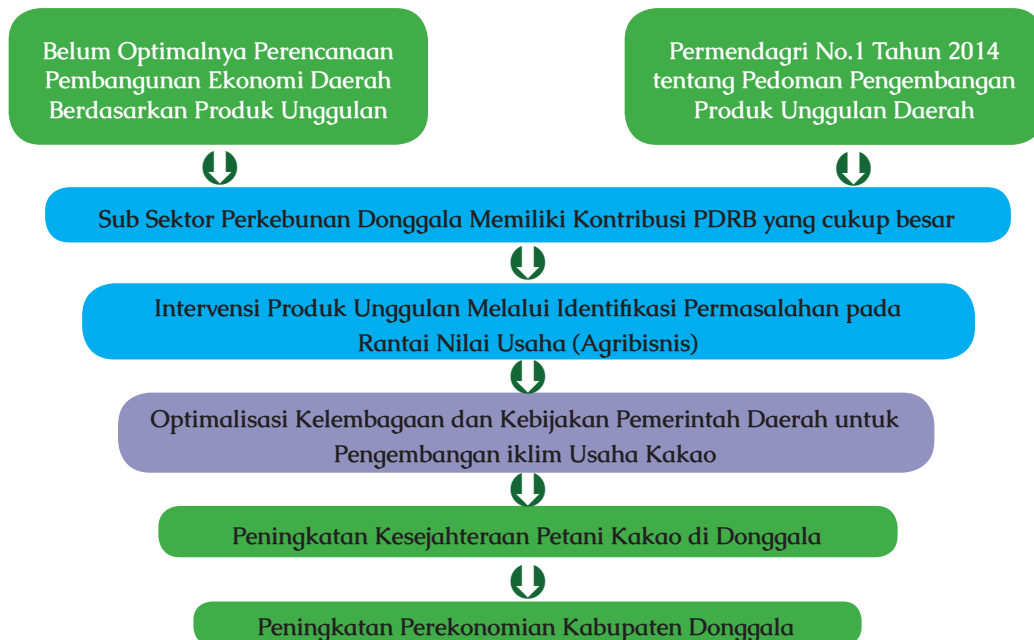 Belum Optimalnya Perencanaan
Pembangunan Ekonomi Daerah
Berdasarkan Produk Unggulan
Permendagri No.1 Tahun 2014
tentang Pedoman Pengembangan
Produk Unggulan Daerah
Sub Sektor Perkebunan Donggala Memiliki Kontribusi PDRB yang cukup besar
Intervensi Produk Unggulan Melalui Identifikasi Permasalahan pada
Rantai Nilai Usaha (Agribisnis)
Optimalisasi Kelembagaan dan Kebijakan Pemerintah Daerah untuk
Pengembangan iklim Usaha Kakao
Peningkatan Kesejahteraan Petani Kakao di Donggala
Peningkatan Perekonomian Kabupaten Donggala